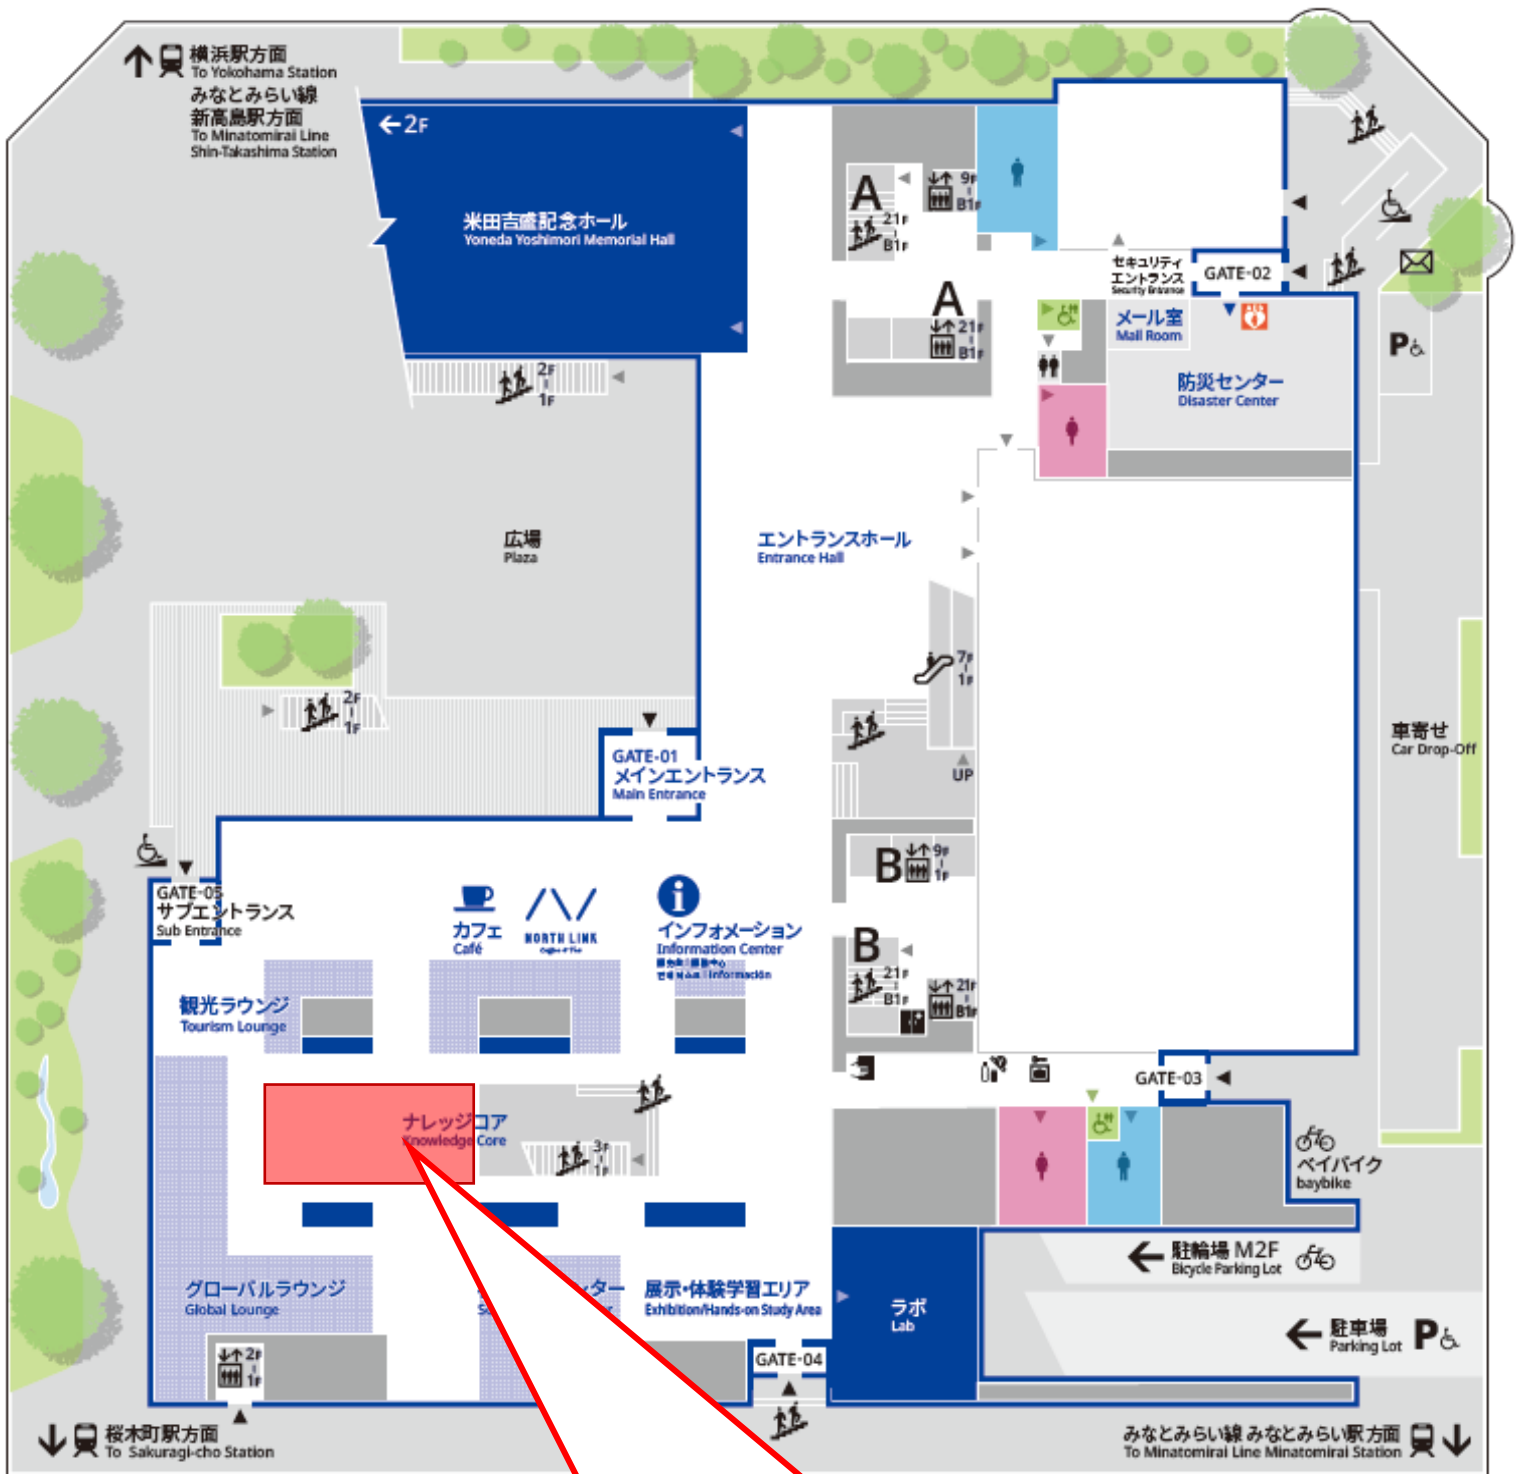 横浜駅方面
To Yokohama Station
みなとみらい線
新高島駅方面
To Minatomirai Line
Shin-Takashima Station
←2F
米田吉盛記念ホール
Yoneda Yoshimori Memorial Hall
2F
1F
A
9F
B1F
21F
B1F
A
21F
B1F
セキュリティ
エントランス
Security Entrance
GATE-02
メール室
Mail Room
AED
防災センター
Disaster Center
P
広場
Plaza
エントランスホール
Entrance Hall
7F
1F
UP
2F
1F
GATE-01
メインエントランス
Main Entrance
車寄せ
Car Drop-Off
B
9F
1F
GATE-05
サブエントランス
Sub Entrance
カフェ
Café
NORTH LINK
i
インフォメーション
Information Center
Información
B
21F
B1F
21F
B1F
観光ラウンジ
Tourism Lounge
GATE-03
ナレッジコア
Knowledge Core
3F
1F
ベイバイク
baybike
グローバルラウンジ
Global Lounge
ンター
展示・体験学習エリア
Exhibition/Hands-on Study Area
ラボ
Lab
駐輪場 M2F
Bicycle Parking Lot
駐車場
Parking Lot
P
2F
1F
GATE-04
桜木町駅方面
To Sakuragi-cho Station
みなとみらい線 みなとみらい駅方面
To Minatomirai Line Minatomirai Station